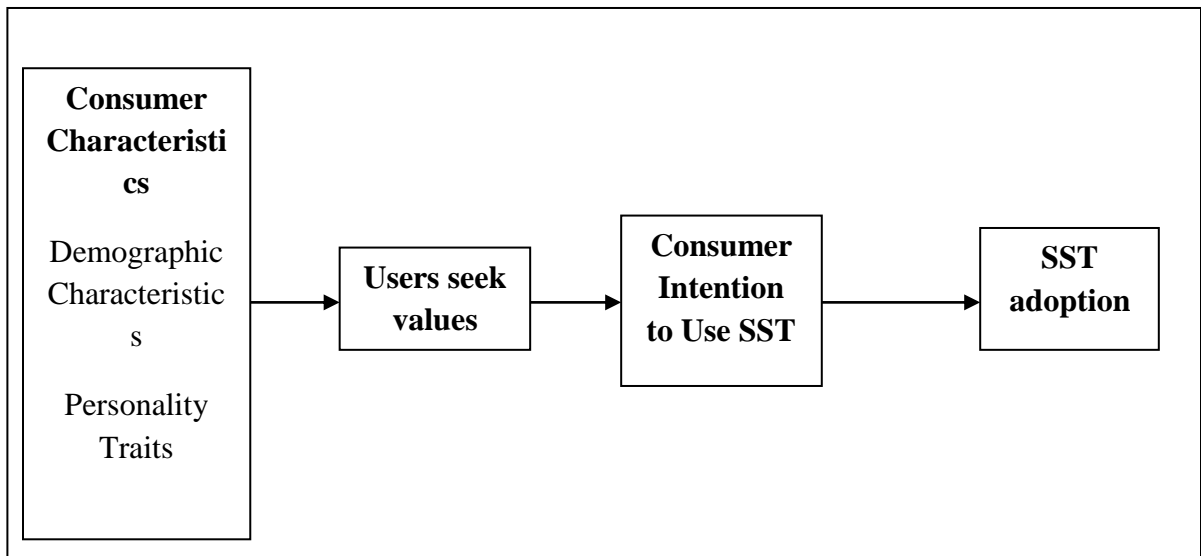 Consumer
Characteristi
cs
Demographic
Characteristic
s
Personality
Traits
Users seek
values
Consumer
Intention
to Use SST
SST
adoption